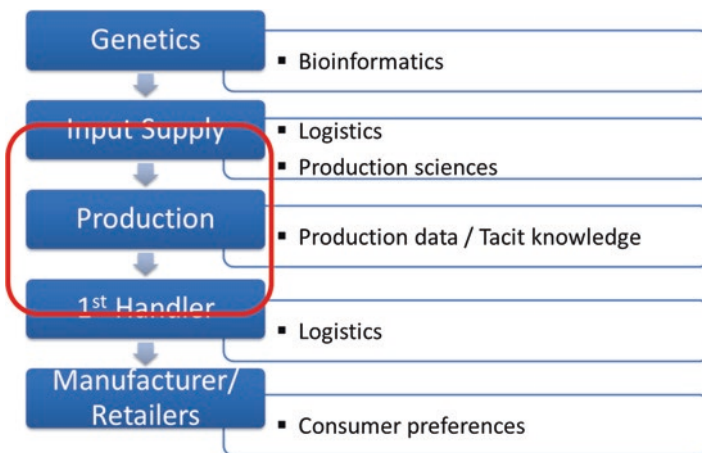 Genetics
▪ Bioinformatics
Input Supply
▪ Logistics
▪ Production sciences
Production
▪ Production data / Tacit knowledge
1st Handler
▪ Logistics
Manufacturer/
Retailers
▪ Consumer preferences